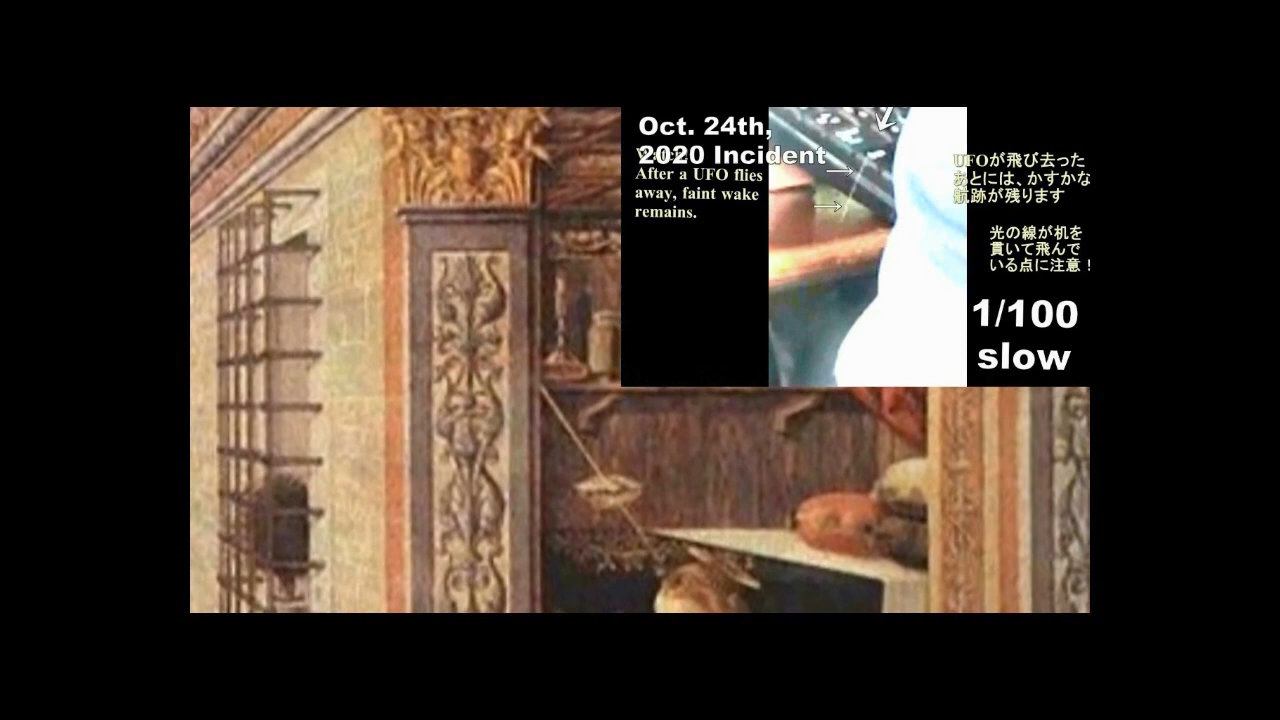 Oct. 24th,
2020 Incident
After a UFO flies
away, faint wake
remains.
UFOが飛び去った
あとには、かすかな
航跡が残ります
光の線が机を
貫いて飛んで
いる点に注意!
1/100
slow